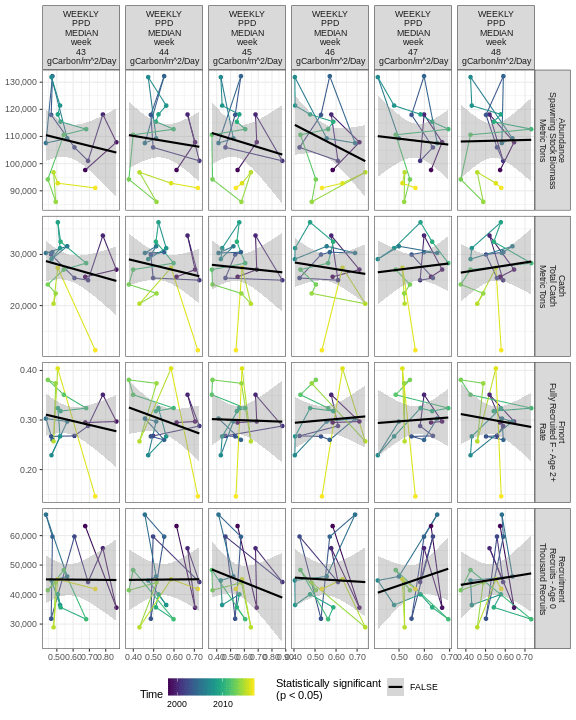 WEEKLY
PPD
MEDIAN
week
43
gCarbon/m^2/Day
WEEKLY
PPD
MEDIAN
week
44
gCarbon/m^2/Day
WEEKLY
PPD
MEDIAN
week
45
gCarbon/m^2/Day
WEEKLY
PPD
MEDIAN
week
46
gCarbon/m^2/Day
WEEKLY
PPD
MEDIAN
week
47
gCarbon/m^2/Day
WEEKLY
PPD
MEDIAN
week
48
gCarbon/m^2/Day
130,000
120,000
110,000
100,000
90,000
Abundance
Spawning Stock Biomass
Metric Tons
30,000
20,000
Catch
Total Catch
Metric Tons
0.40
0.30
0.20
Fmort
Fully Recruited F - Age 2+
Rate
60,000
50,000
40,000
30,000
Recruitment
Recruits - Age 0
Thousand Recruits
0.50 0.60 0.70 0.80
0.40 0.50 0.60 0.70
0.40 0.50 0.60 0.70 0.80
0.40 0.50 0.60 0.70
0.50 0.60 0.70
0.40 0.50 0.60 0.70
Time
2000
2010
Statistically significant
(p < 0.05)
FALSE